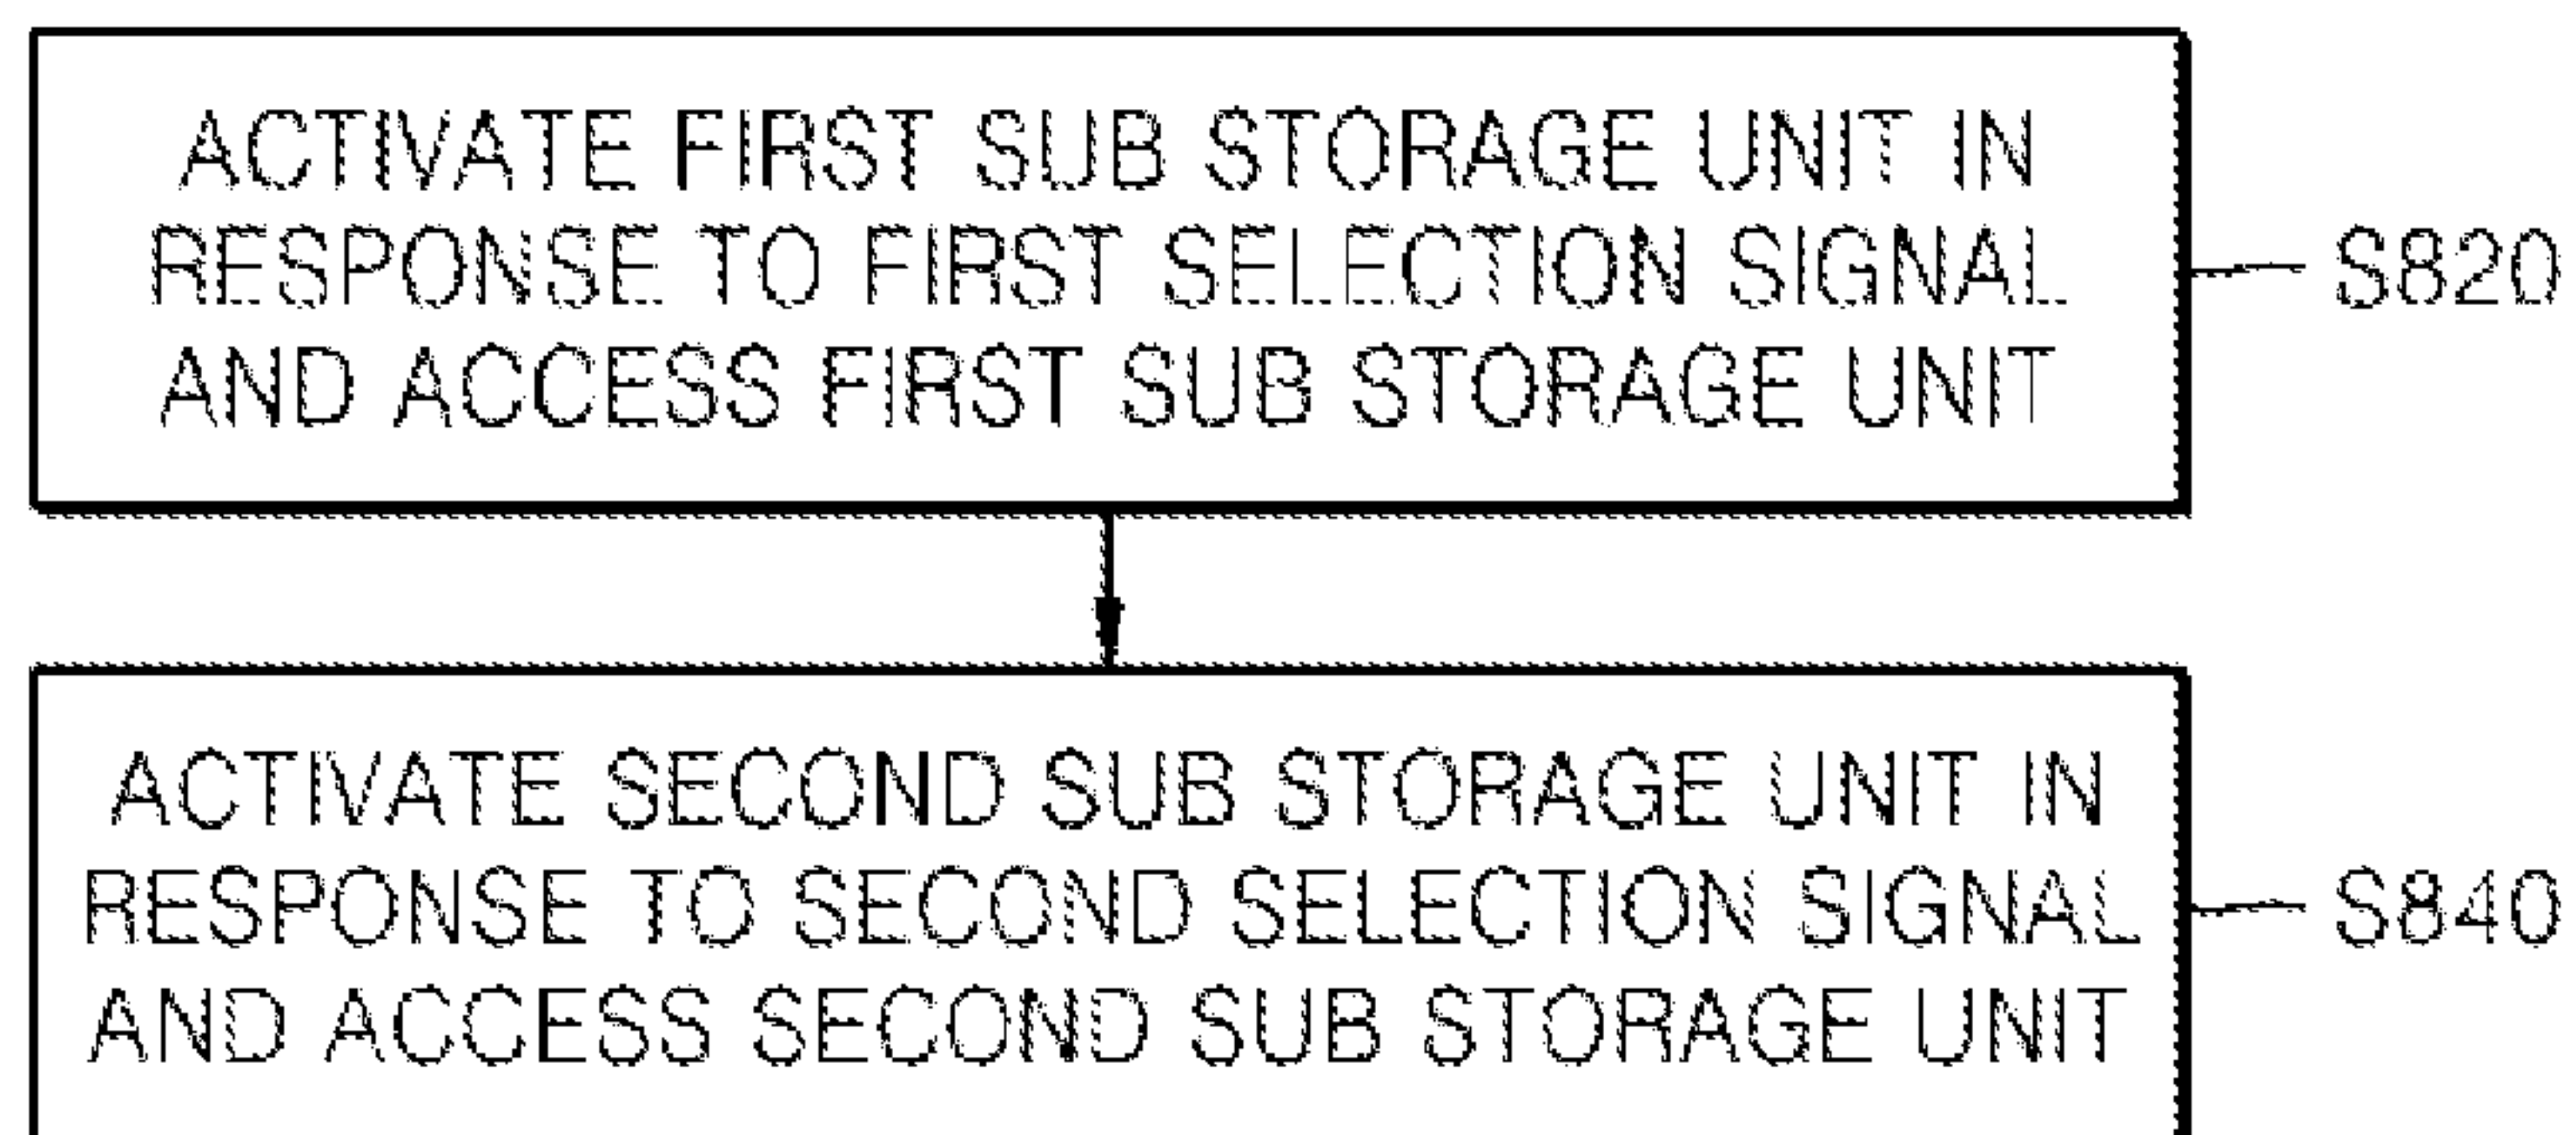 ACTIVATE FIRST SUB STORAGE UNIT IN
RESPONSE TO FIRST SELECTION SIGNAL
AND ACCESS FIRST SUB STORAGE UNIT
S820
ACTIVATE SECOND SUB STORAGE UNIT IN
RESPONSE TO SECOND SELECTION SIGNAL
AND ACCESS SECOND SUB STORAGE UNIT
S840